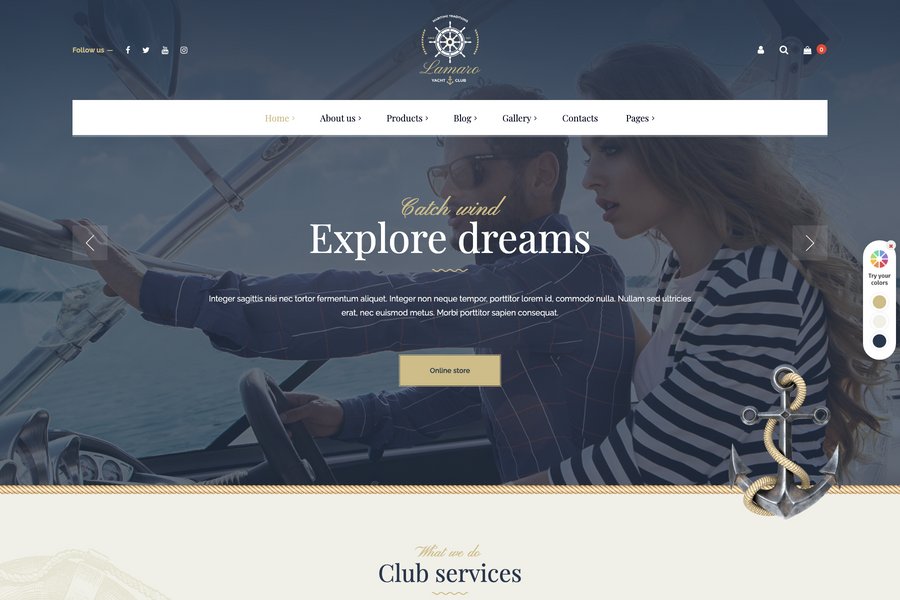 Follow us —
MARITIME TRADITIONS
Lamaro
YACHT CLUB
0
Home
About us
Products
Blog
Gallery
Contacts
Pages
Catch wind
Explore dreams
Integer sagittis nisi nec tortor fermentum aliquet. Integer non neque tempor, porttitor lorem id, commodo nulla. Nullam sed ultricies
erat, nec euismod metus. Morbi porttitor sapien consequat.
Online store
Try your
colors
What we do
Club services